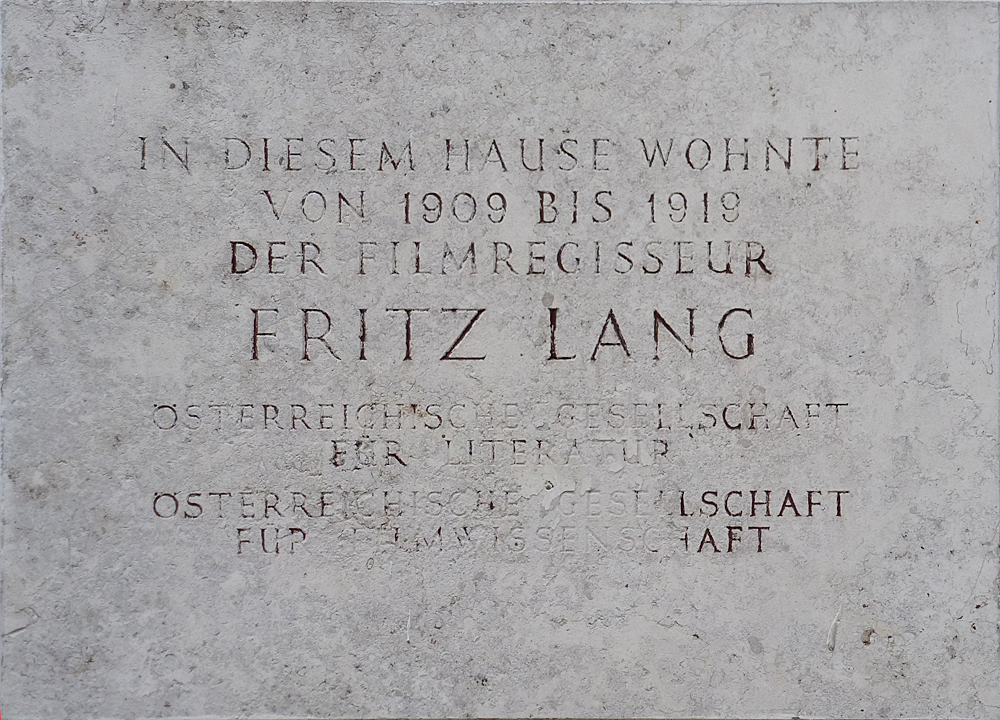 IN DIESEM HAUSE WOHNTE
VON 1909 BIS 1919
DER FILMREGISSEUR
FRITZ LANG
ÖSTERREICHISCHE GESELLSCHAFT
FÜR LITERATUR
ÖSTERREICHISCHE GESELLSCHAFT
FÜR FILMWISSENSCHAFT